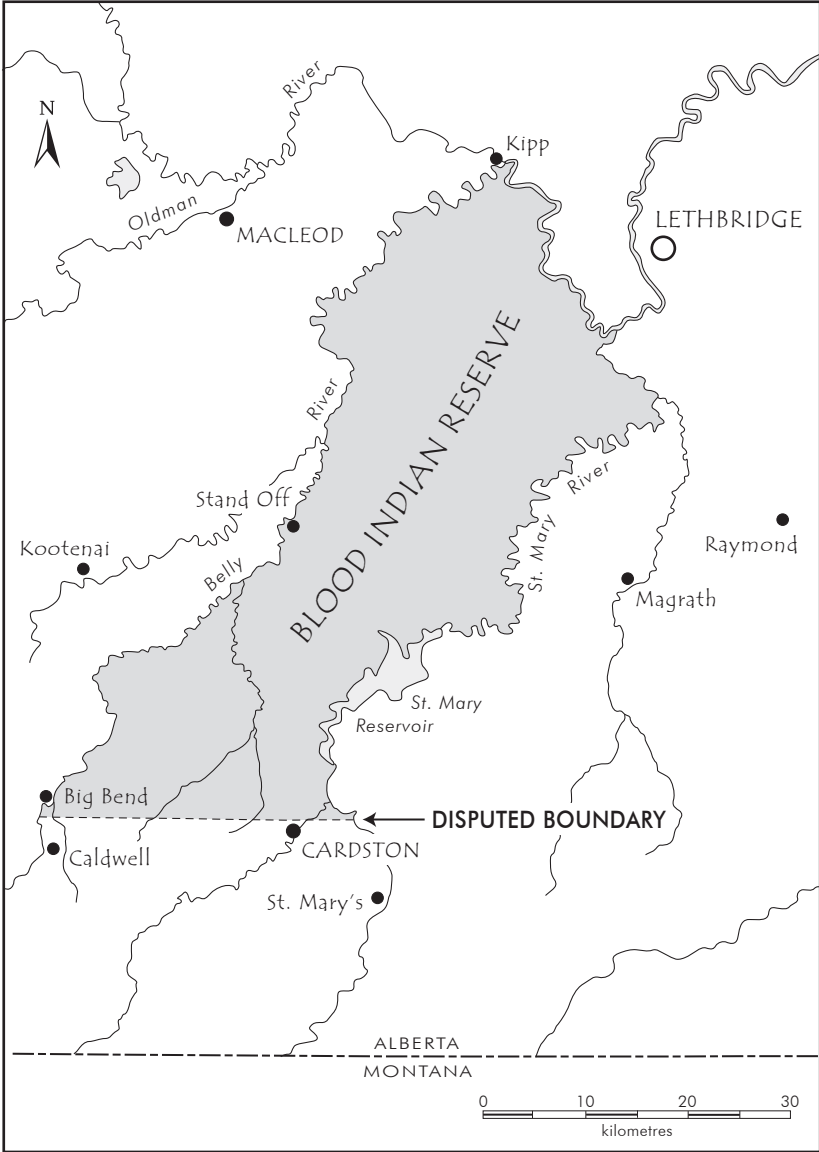 River
N
Kipp
Oldman
MACLEOD
LETHBRIDGE
BLOOD INDIAN RESERVE
River
River
Stand Off
St. Mary
Raymond
Kootenai
Belly
Magrath
St. Mary
Reservoir
Big Bend
DISPUTED BOUNDARY
Caldwell
CARDSTON
St. Mary's
ALBERTA
MONTANA
0 10 20 30
kilometres